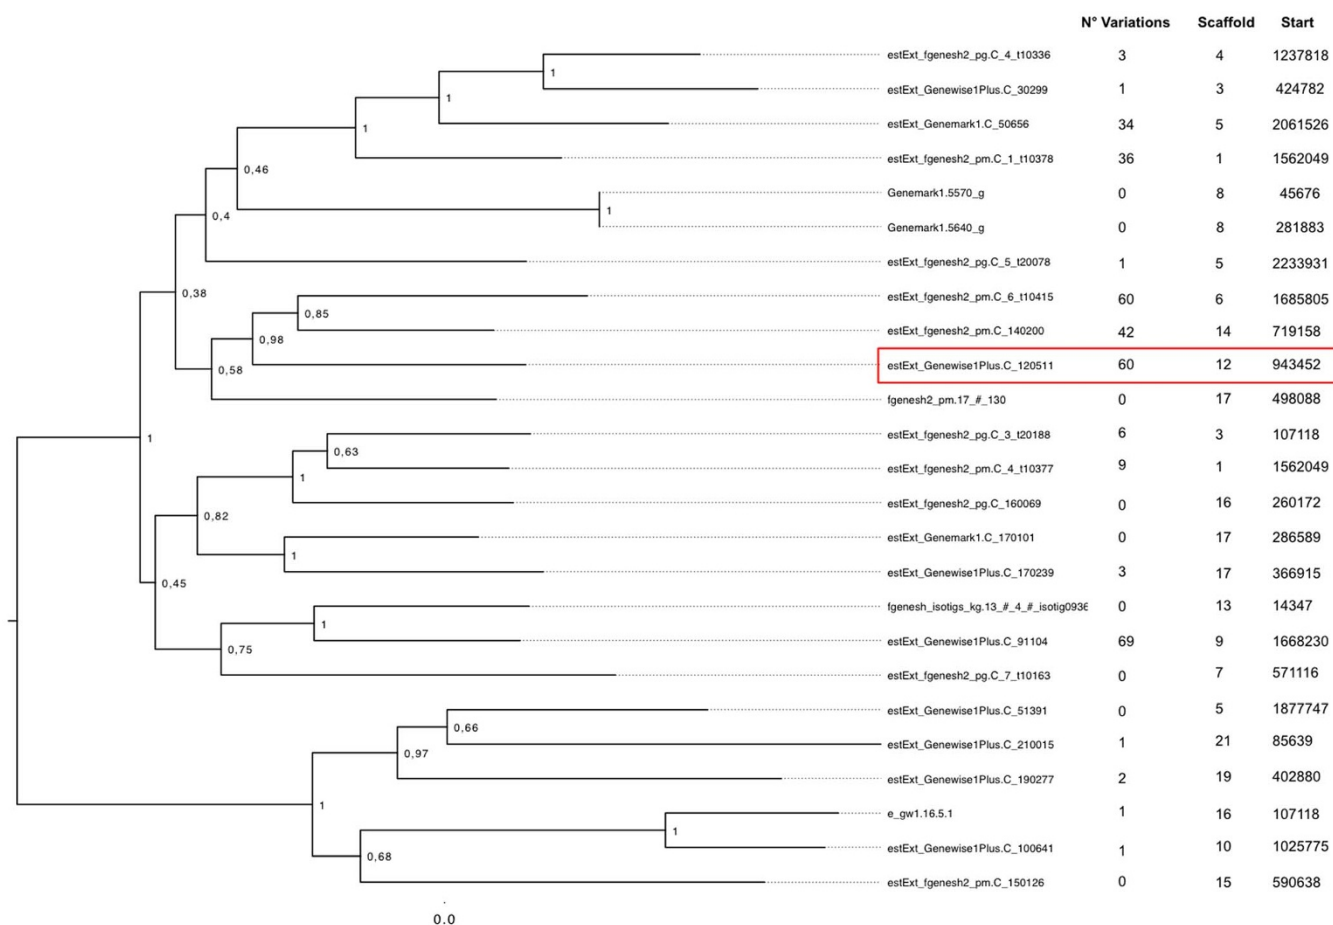 N° Variations Scaffold Start
estExt_fgenesh2_pg.C_4_t10336 3 4 1237818
1
estExt_Genewise1Plus.C_30299 1 3 424782
1
estExt_Genemark1.C_50656 34 5 2061526
1
estExt_fgenesh2_pm.C_1_t10378 36 1 1562049
0,46
Genemark1.5570_g 0 8 45676
1
0,4
Genemark1.5640_g 0 8 281883
estExt_fgenesh2_pg.C_5_t20078 1 5 2233931
0,38
estExt_fgenesh2_pm.C_6_t10415 60 6 1685805
0,85
estExt_fgenesh2_pm.C_140200 42 14 719158
0,98
estExt_Genewise1Plus.C_120511 60 12 943452
0,58
fgenesh2_pm.17_#_130 0 17 498088
1
estExt_fgenesh2_pg.C_3_t20188 6 3 107118
0,63
estExt_fgenesh2_pm.C_4_t10377 9 1 1562049
1
estExt_fgenesh2_pg.C_160069 0 16 260172
0,82
estExt_Genemark1.C_170101 0 17 286589
1
estExt_Genewise1Plus.C_170239 3 17 366915
0,45
fgenesh_isotigs_kg.13_#_4_#_isotig0936 0 13 14347
1
estExt_Genewise1Plus.C_91104 69 9 1668230
0,75
estExt_fgenesh2_pg.C_7_t10163 0 7 571116
estExt_Genewise1Plus.C_51391 0 5 1877747
0,66
estExt_Genewise1Plus.C_210015 1 21 85639
0,97
estExt_Genewise1Plus.C_190277 2 19 402880
1
e_gw1.16.5.1 1 16 107118
1
estExt_Genewise1Plus.C_100641 1 10 1025775
0,68
estExt_fgenesh2_pm.C_150126 0 15 590638
0.0